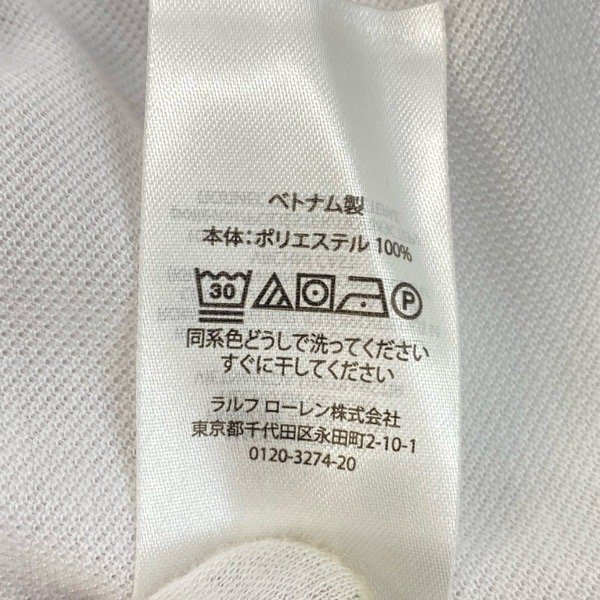 ベトナム製
本体:ポリエステル 100%
30 P
同系色どうしで洗ってください
すぐに干してください
ラルフ ローレン株式会社
東京都千代田区永田町2-10-1
0120-3274-20